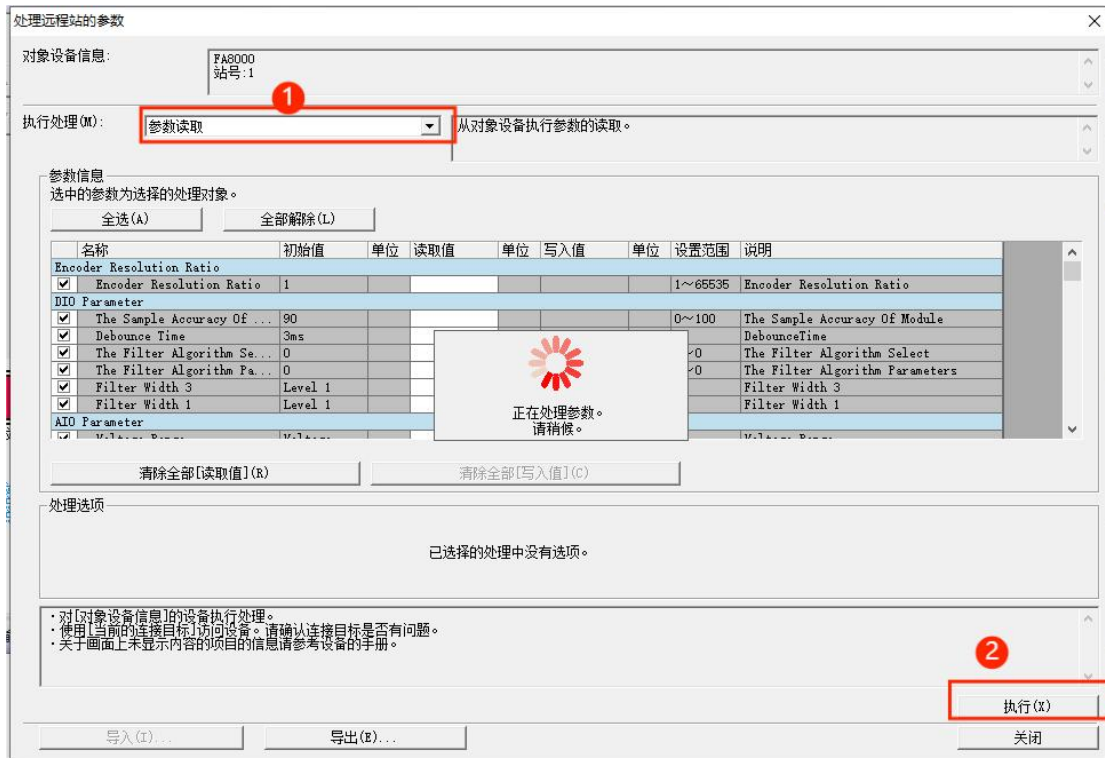 处理远程站的参数
对象设备信息:
FA8000
站号:1
1
执行处理(M):
参数读取
从对象设备执行参数的读取。
参数信息
选中的参数为选择的处理对象。
全选(A) 全部解除(L)
名称 初始值 单位 读取值 单位 写入值 单位 设置范围 说明
Encoder Resolution Ratio
Encoder Resolution Ratio 1 1～65535 Encoder Resolution Ratio
DIO Parameter
The Sample Accuracy Of ... 90 0～100 The Sample Accuracy Of Module
Debounce Time 3ms DebounceTime
The Filter Algorithm Se... 0 ～0 The Filter Algorithm Select
The Filter Algorithm Pa... 0 ～0 The Filter Algorithm Parameters
Filter Width 3 Level 1 Filter Width 3
Filter Width 1 Level 1 Filter Width 1
AIO Parameter
正在处理参数。
请稍候。
清除全部[读取值](R) 清除全部[写入值](C)
处理选项
已选择的处理中没有选项。
·对[对象设备信息]的设备执行处理。
·使用[当前的连接目标]访问设备。请确认连接目标是否有问题。
·关于画面上未显示内容的项目的信息请参考设备的手册。
2
执行(X)
导入(I)... 导出(E)... 关闭